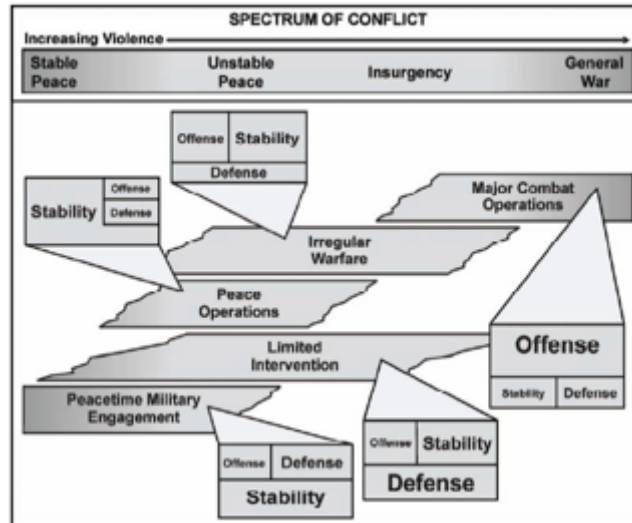 SPECTRUM OF CONFLICT
Increasing Violence
Stable
Peace
Unstable
Peace
Insurgency
General
War
Offense
Stability
Defense
Stability
Offense
Defense
Major Combat
Operations
Irregular
Warfare
Peace
Operations
Limited
Intervention
Offense
Stability
Defense
Peacetime Military
Engagement
Offense
Stability
Defense
Offense
Defense
Stability